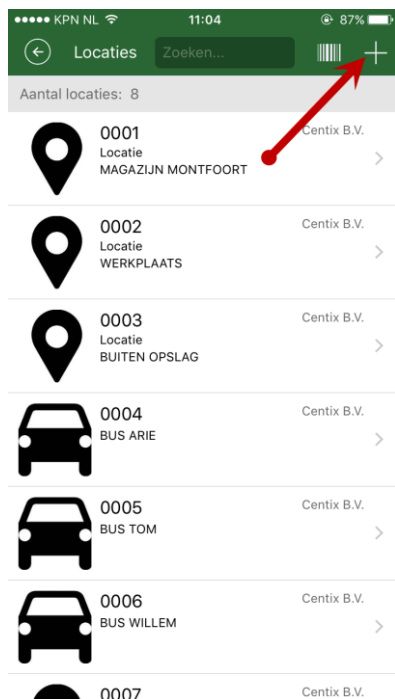 KPN NL 11:04 87%
Locaties Zoeken...
Aantal locaties: 8
0001 Centix B.V.
Locatie
MAGAZIJN MONTFOORT
0002 Centix B.V.
Locatie
WERKPLAATS
0003 Centix B.V.
Locatie
BUITEN OPSLAG
0004 Centix B.V.
BUS ARIE
0005 Centix B.V.
BUS TOM
0006 Centix B.V.
BUS WILLEM
0007 Centix B.V.